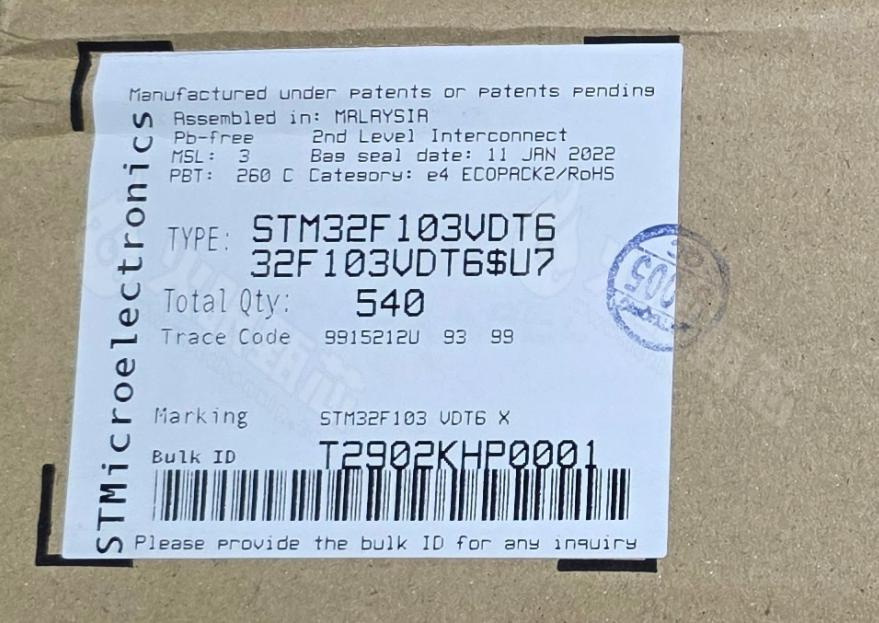 Manufactured under patents or patents pending
Assembled in: MALAYSIA
Pb-free 2nd Level Interconnect
MSL: 3 Bag seal date: 11 JAN 2022
PBT: 260 C Category: e4 ECOPACK2/RoHS
TYPE: STM32F103VDT6
32F103VDT6$U7
Total Qty: 540
Trace Code 9915212U 93 99
Marking STM32F103 VDT6 X
Bulk ID T2902KHP0001
Please provide the bulk ID for any inquiry
STMicroelectronics